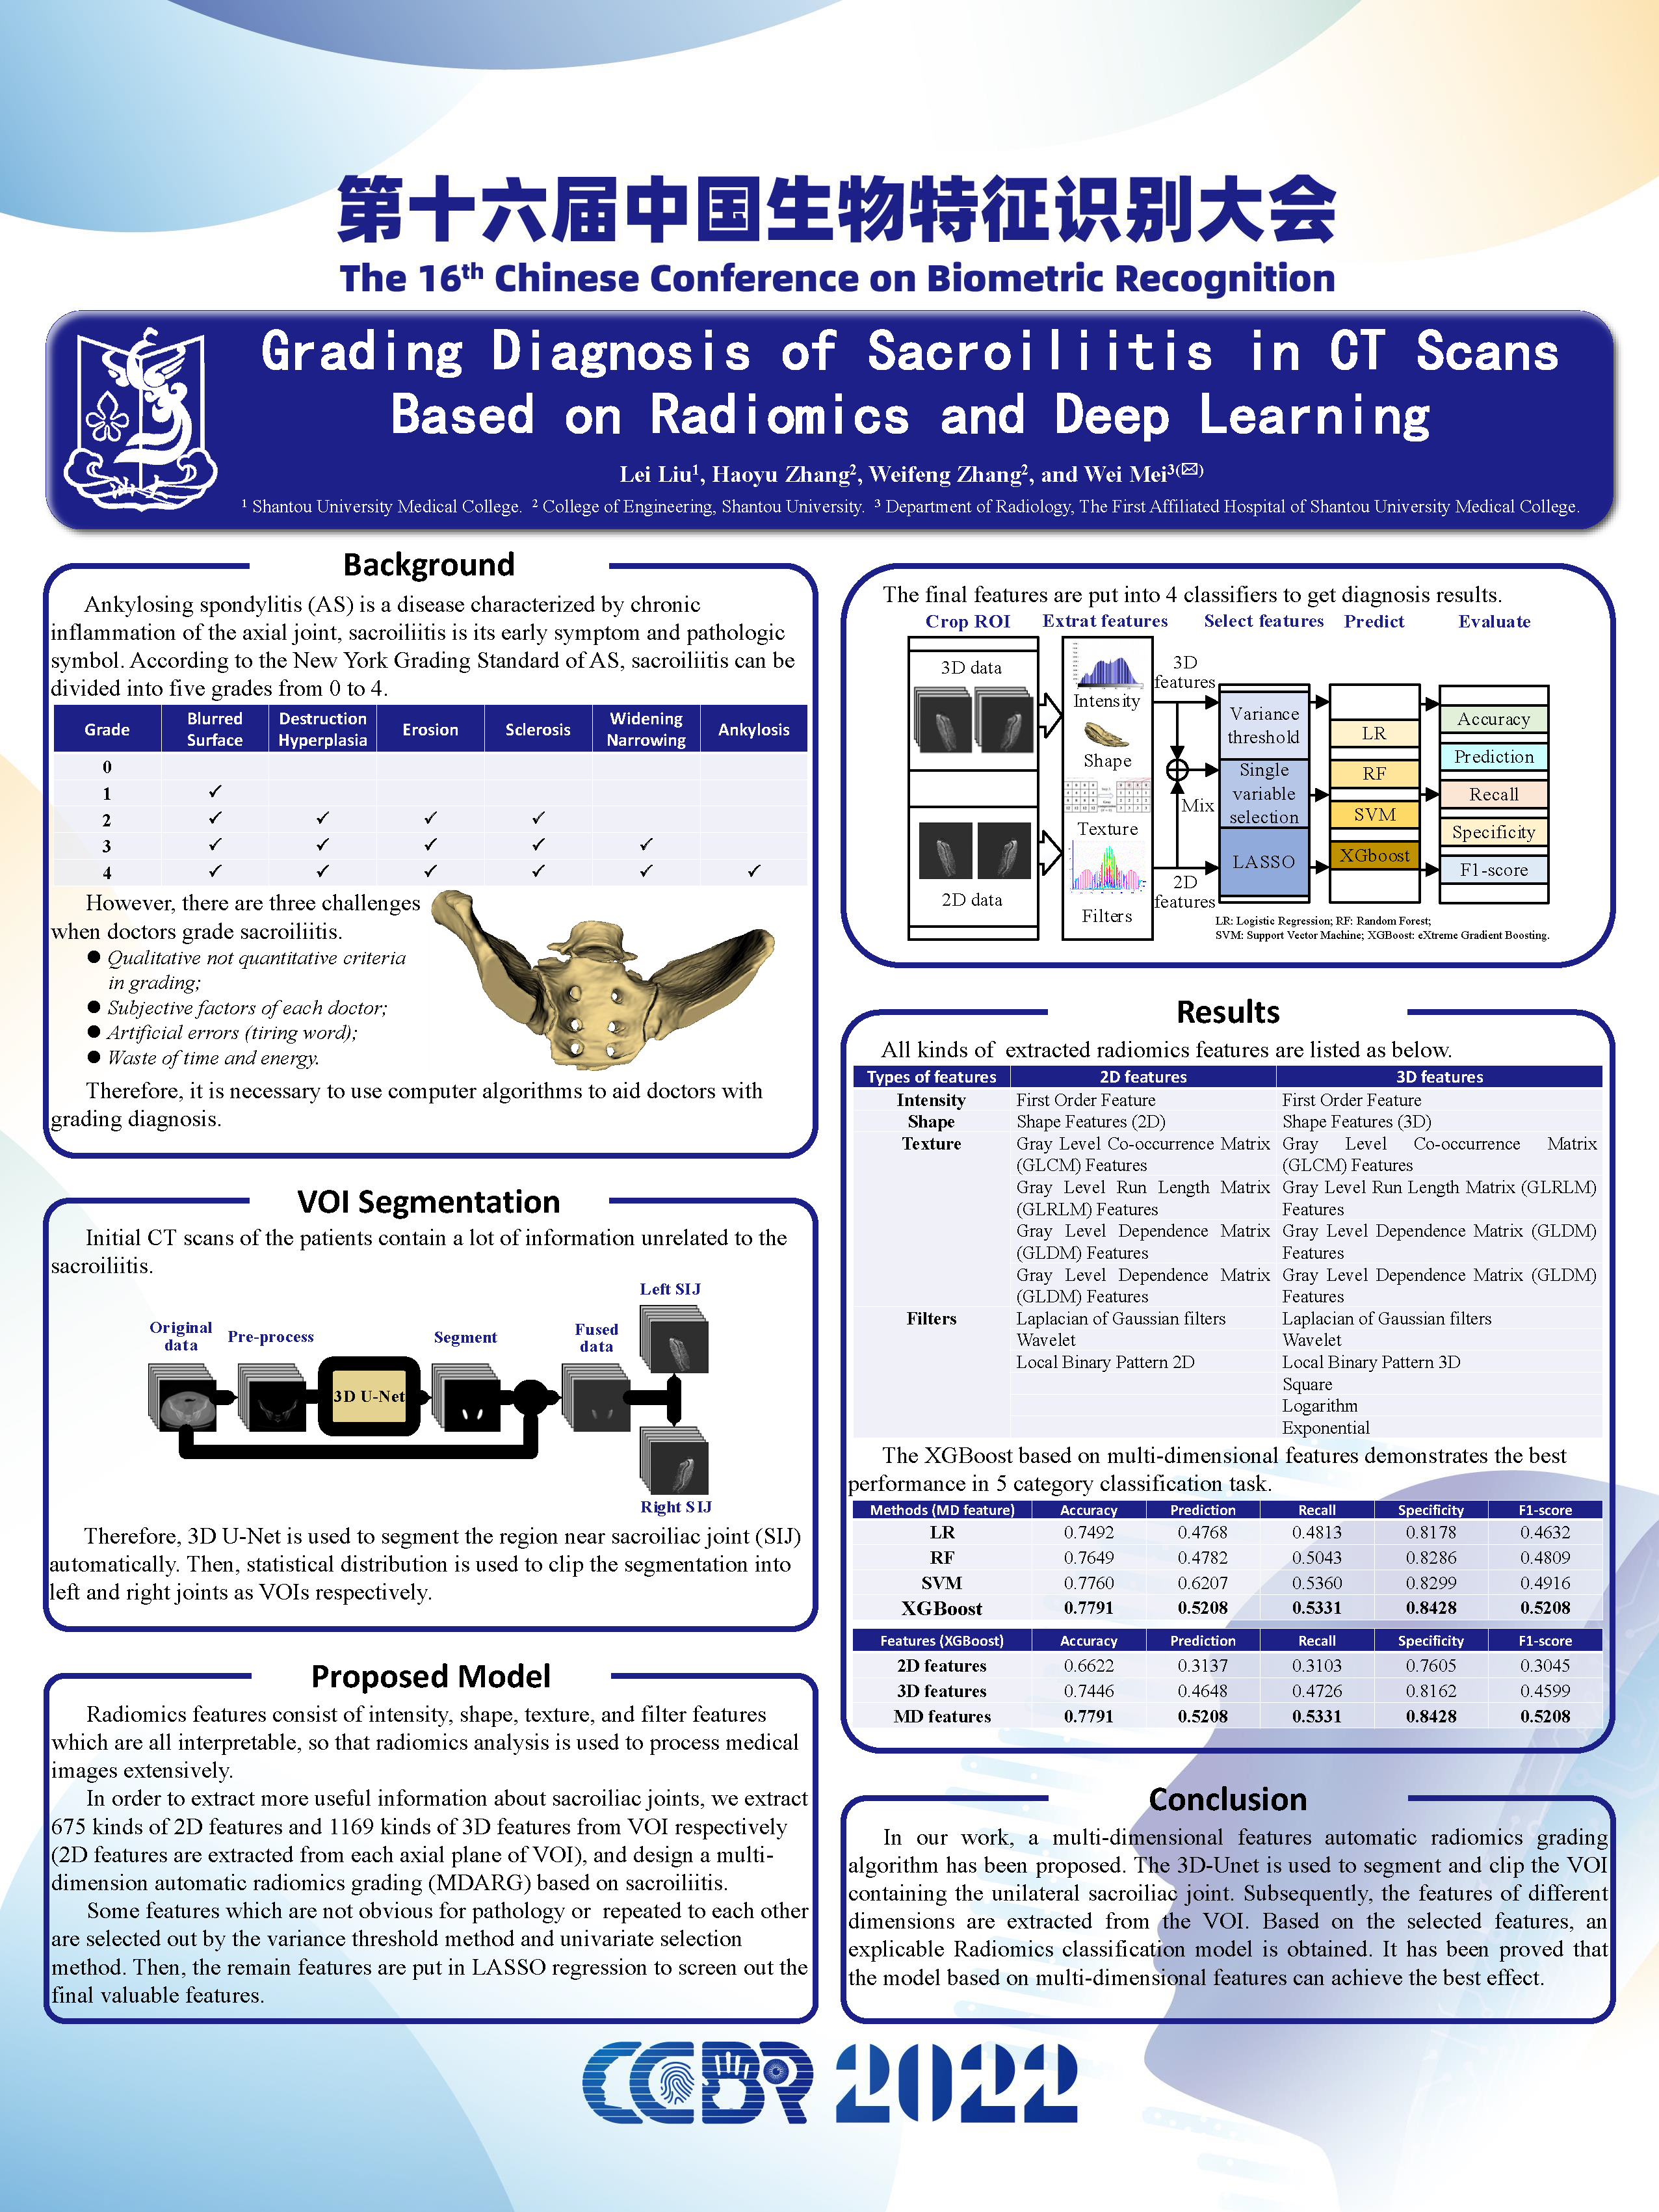 第十六届中国生物特征识别大会
The 16th Chinese Conference on Biometric Recognition
Grading Diagnosis of Sacroiliitis in CT Scans
Based on Radiomics and Deep Learning
Lei Liu1, Haoyu Zhang2, Weifeng Zhang2, and Wei Mei3(✉)
1 Shantou University Medical College. 2 College of Engineering, Shantou University. 3 Department of Radiology, The First Affiliated Hospital of Shantou University Medical College.
Background
Ankylosing spondylitis (AS) is a disease characterized by chronic
inflammation of the axial joint, sacroiliitis is its early symptom and pathologic
symbol. According to the New York Grading Standard of AS, sacroiliitis can be
divided into five grades from 0 to 4.
Grade Blurred Surface Destruction Hyperplasia Erosion Sclerosis Widening Narrowing Ankylosis
0
1 ✓
2 ✓ ✓ ✓ ✓
3 ✓ ✓ ✓ ✓ ✓
4 ✓ ✓ ✓ ✓ ✓ ✓
However, there are three challenges
when doctors grade sacroiliitis.
● Qualitative not quantitative criteria
in grading;
● Subjective factors of each doctor;
● Artificial errors (tiring word);
● Waste of time and energy.
Therefore, it is necessary to use computer algorithms to aid doctors with
grading diagnosis.
VOI Segmentation
Initial CT scans of the patients contain a lot of information unrelated to the
sacroiliitis.
Left SIJ
Original data
Pre-process
Segment
Fused data
3D U-Net
Right SIJ
Therefore, 3D U-Net is used to segment the region near sacroiliac joint (SIJ)
automatically. Then, statistical distribution is used to clip the segmentation into
left and right joints as VOIs respectively.
Proposed Model
Radiomics features consist of intensity, shape, texture, and filter features
which are all interpretable, so that radiomics analysis is used to process medical
images extensively.
In order to extract more useful information about sacroiliac joints, we extract
675 kinds of 2D features and 1169 kinds of 3D features from VOI respectively
(2D features are extracted from each axial plane of VOI), and design a multi-
dimension automatic radiomics grading (MDARG) based on sacroiliitis.
Some features which are not obvious for pathology or repeated to each other
are selected out by the variance threshold method and univariate selection
method. Then, the remain features are put in LASSO regression to screen out the
final valuable features.
The final features are put into 4 classifiers to get diagnosis results.
Crop ROI Extrat features Select features Predict Evaluate
3D data
2D data
Intensity
Shape
Texture
Filters
3D
features
Mix
2D
features
Variance
threshold
Single
variable
selection
LASSO
LR
RF
SVM
XGboost
Accuracy
Prediction
Recall
Specificity
F1-score
LR: Logistic Regression; RF: Random Forest;
SVM: Support Vector Machine; XGBoost: eXtreme Gradient Boosting.
Results
All kinds of extracted radiomics features are listed as below.
Types of features 2D features 3D features
Intensity First Order Feature First Order Feature
Shape Shape Features (2D) Shape Features (3D)
Texture Gray Level Co-occurrence Matrix Gray Level Co-occurrence Matrix
(GLCM) Features (GLCM) Features
Gray Level Run Length Matrix Gray Level Run Length Matrix (GLRLM)
(GLRLM) Features Features
Gray Level Dependence Matrix Gray Level Dependence Matrix (GLDM)
(GLDM) Features Features
Gray Level Dependence Matrix Gray Level Dependence Matrix (GLDM)
(GLDM) Features Features
Filters Laplacian of Gaussian filters Laplacian of Gaussian filters
Wavelet Wavelet
Local Binary Pattern 2D Local Binary Pattern 3D
Square
Logarithm
Exponential
The XGBoost based on multi-dimensional features demonstrates the best
performance in 5 category classification task.
Methods (MD feature) Accuracy Prediction Recall Specificity F1-score
LR 0.7492 0.4768 0.4813 0.8178 0.4632
RF 0.7649 0.4782 0.5043 0.8286 0.4809
SVM 0.7760 0.6207 0.5360 0.8299 0.4916
XGBoost 0.7791 0.5208 0.5331 0.8428 0.5208
Features (XGBoost) Accuracy Prediction Recall Specificity F1-score
2D features 0.6622 0.3137 0.3103 0.7605 0.3045
3D features 0.7446 0.4648 0.4726 0.8162 0.4599
MD features 0.7791 0.5208 0.5331 0.8428 0.5208
Conclusion
In our work, a multi-dimensional features automatic radiomics grading
algorithm has been proposed. The 3D-Unet is used to segment and clip the VOI
containing the unilateral sacroiliac joint. Subsequently, the features of different
dimensions are extracted from the VOI. Based on the selected features, an
explicable Radiomics classification model is obtained. It has been proved that
the model based on multi-dimensional features can achieve the best effect.
CCBR 2022